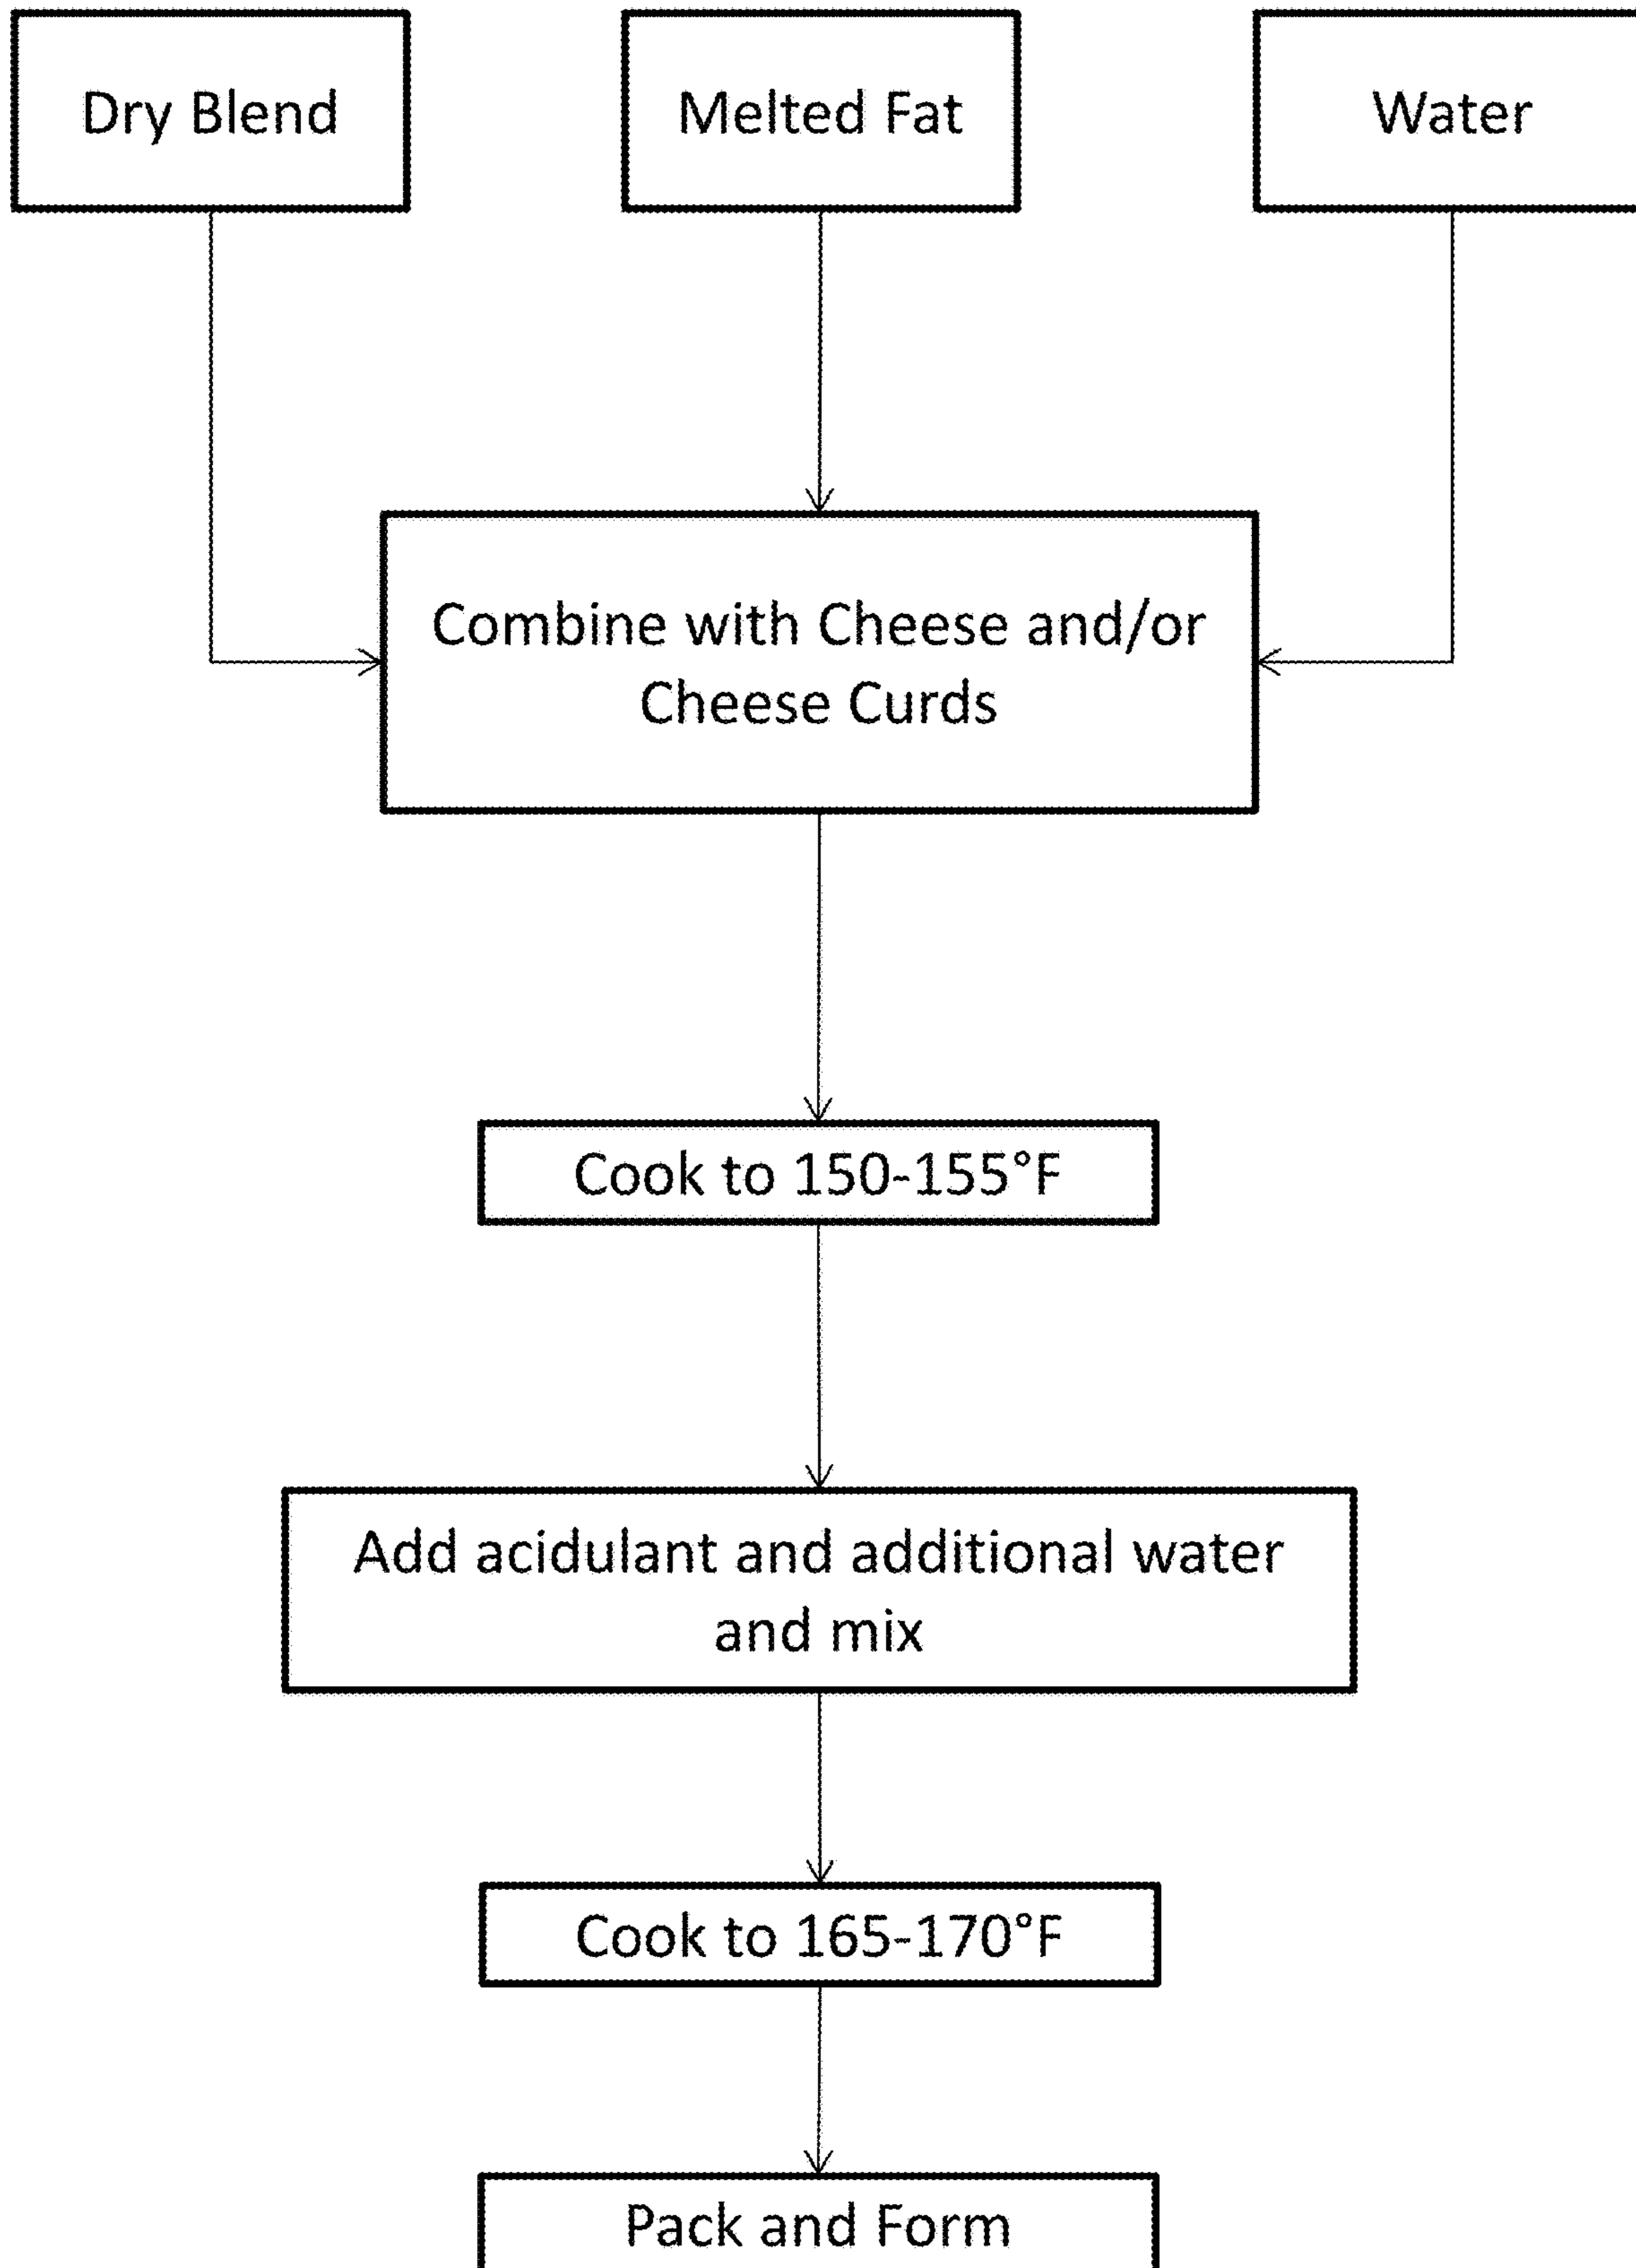 Dry Blend
Melted Fat
Water
Combine with Cheese and/or
Cheese Curds
Cook to 150-155°F
Add acidulant and additional water
and mix
Cook to 165-170°F
Pack and Form